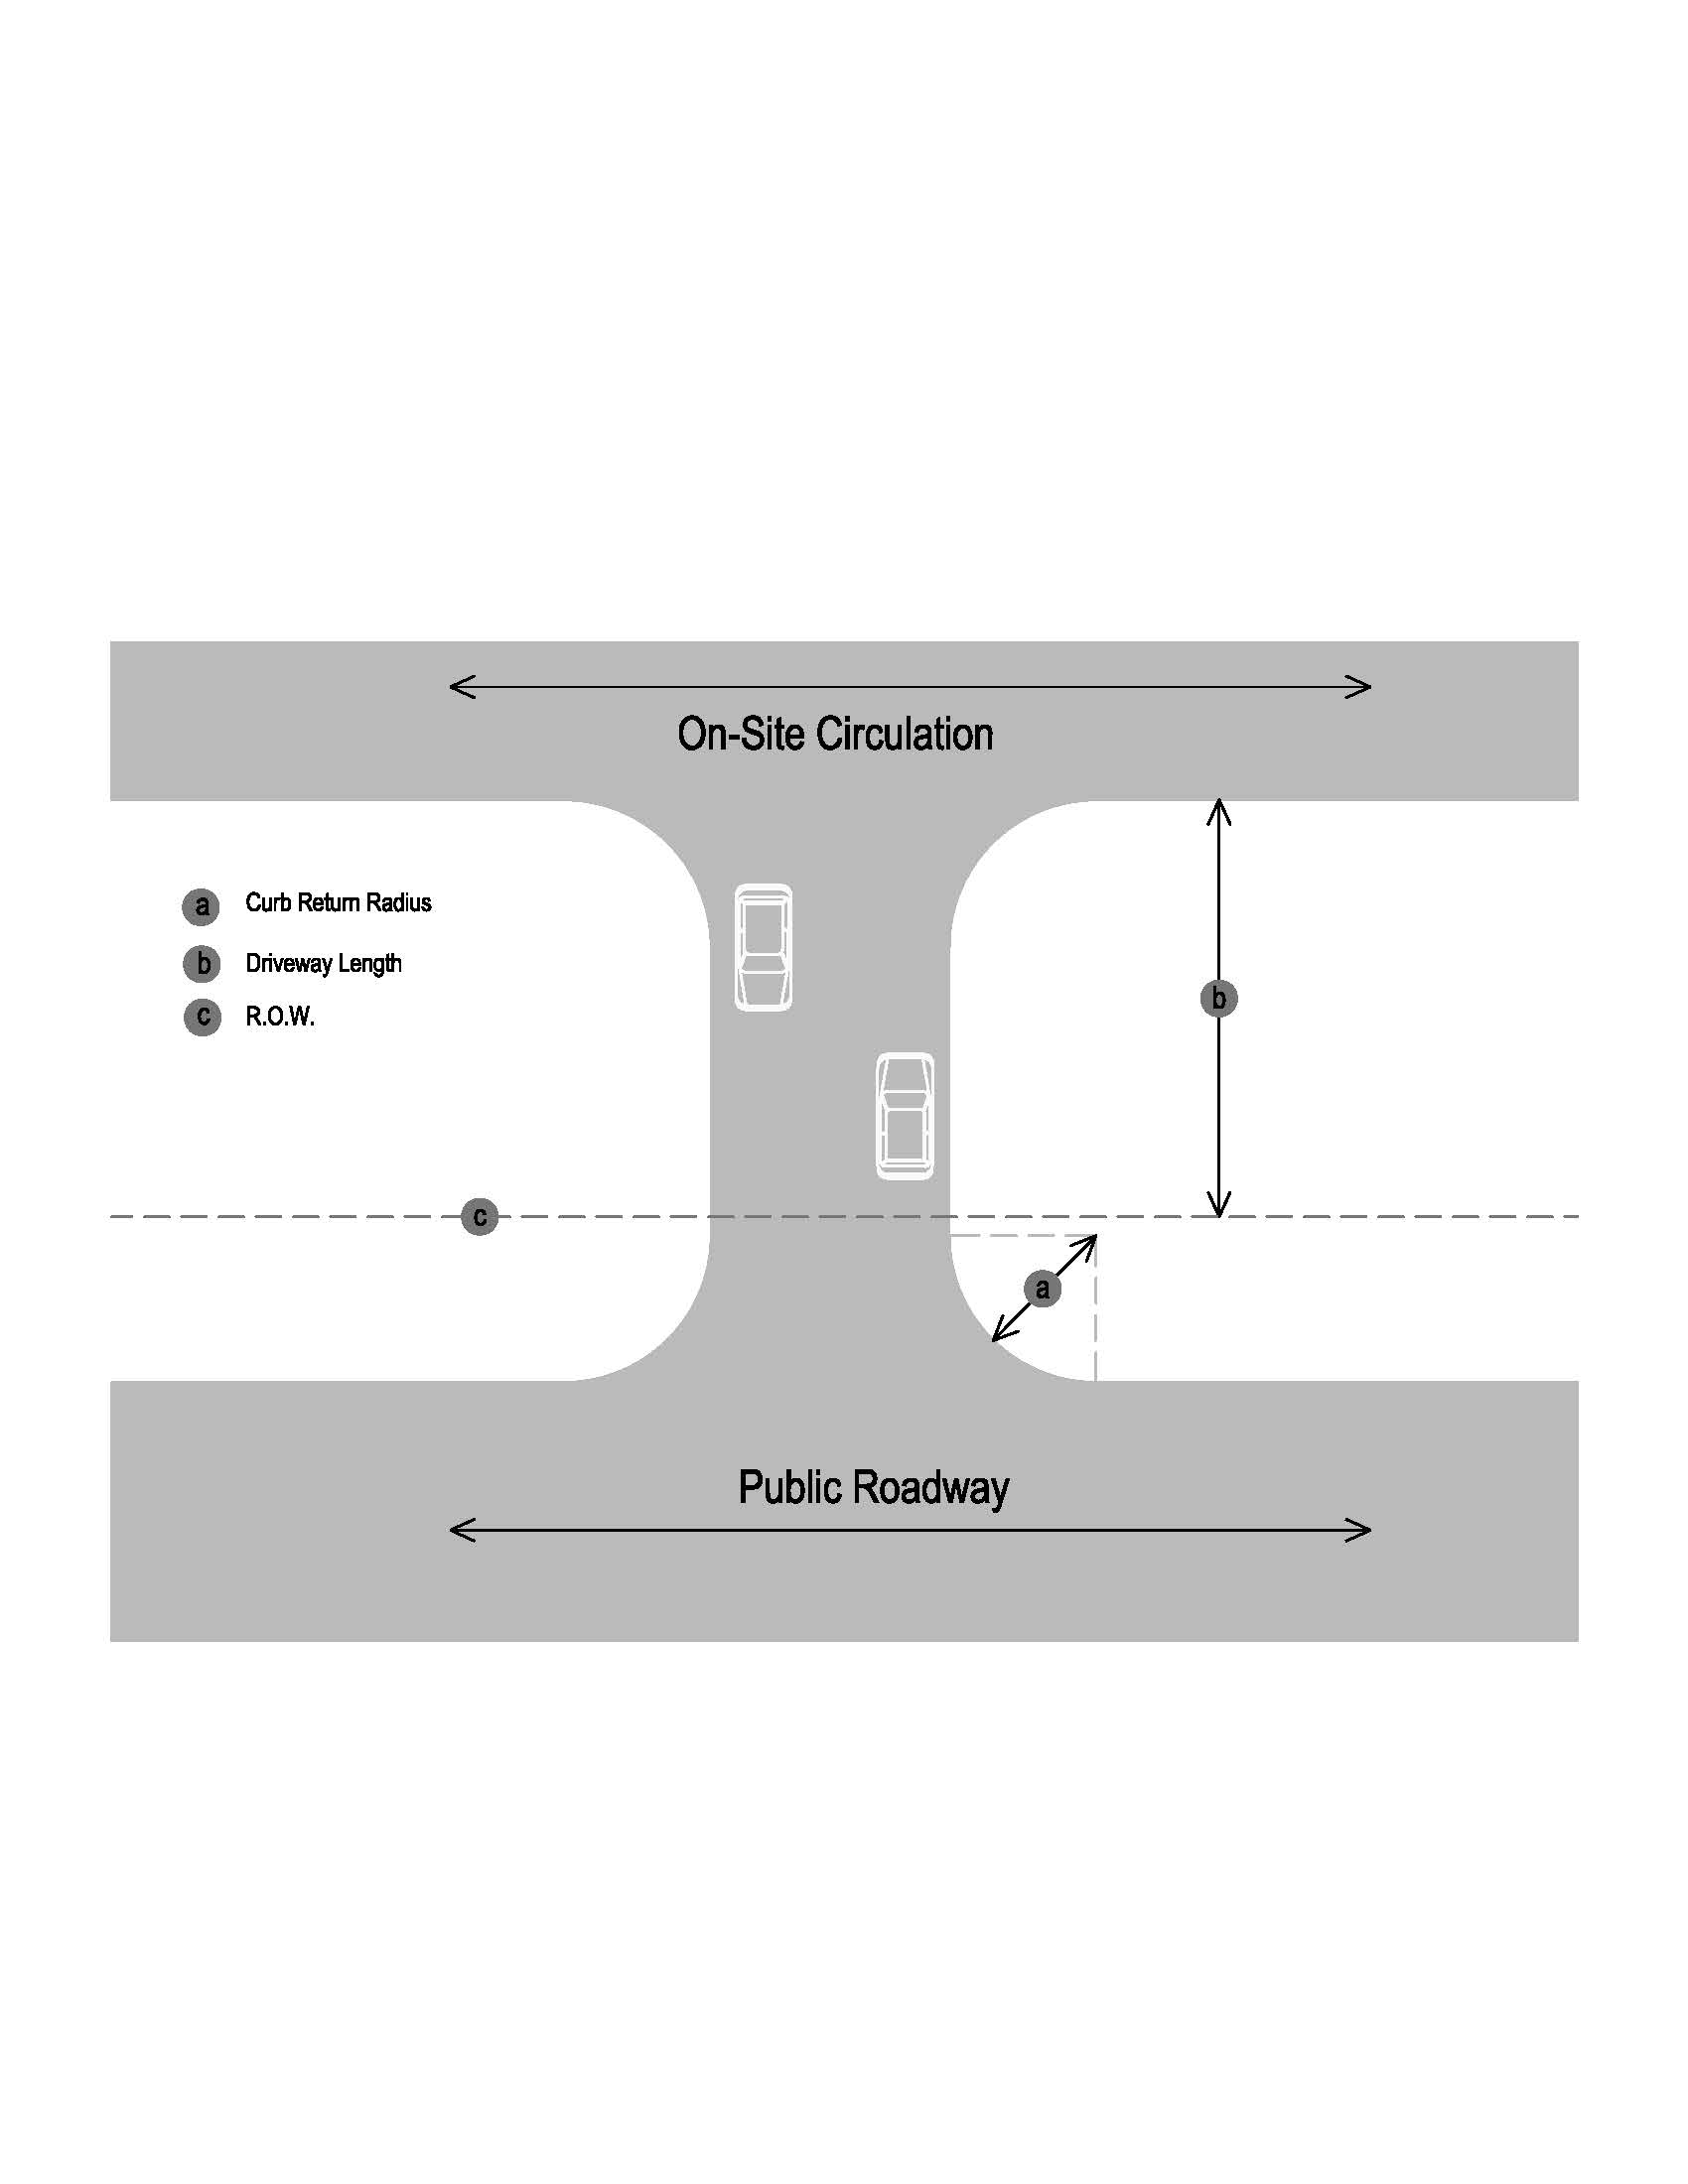 On-Site Circulation
a Curb Return Radius
b Driveway Length
c R.O.W.
b
c
a
Public Roadway